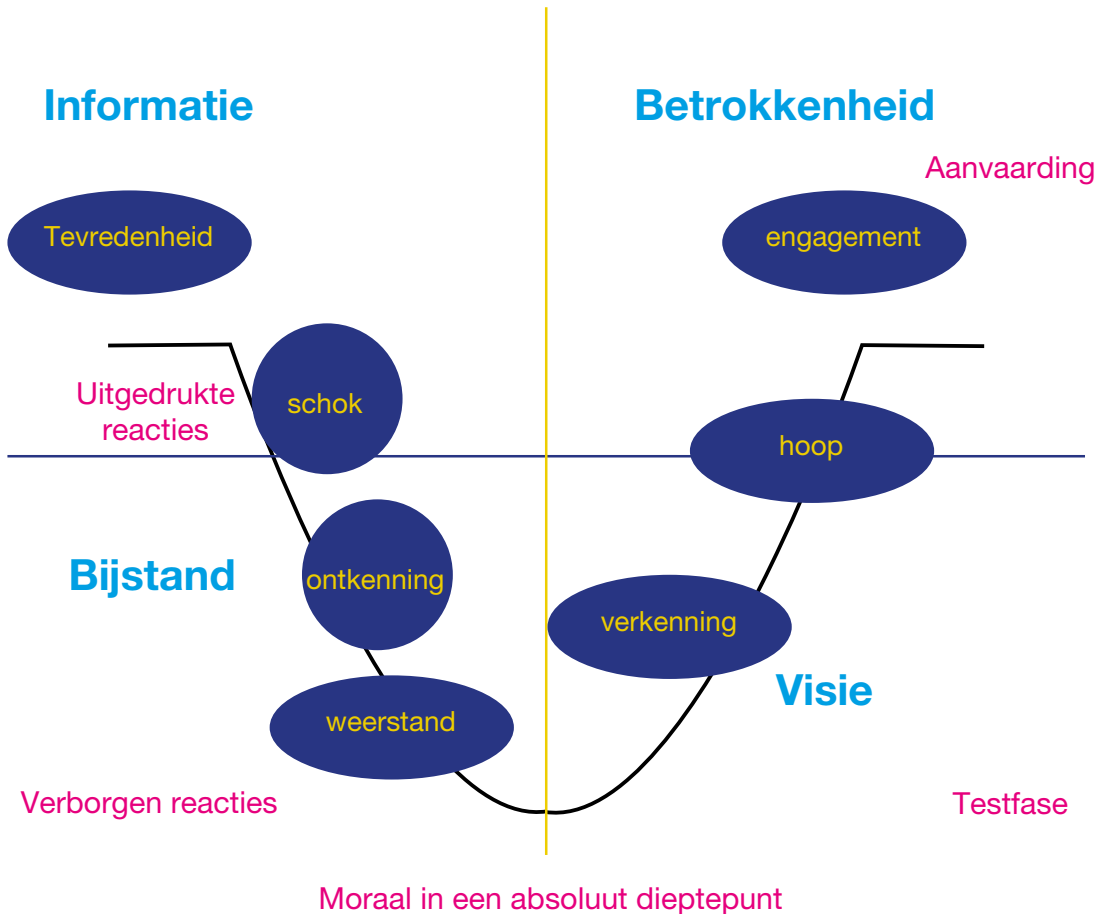 Informatie
Betrokkenheid
Aanvaarding
Tevredenheid
engagement
Uitgedrukte
reacties
schok
hoop
Bijstand
ontkenning
verkenning
Visie
weerstand
Verborgen reacties
Testfase
Moraal in een absoluut dieptepunt